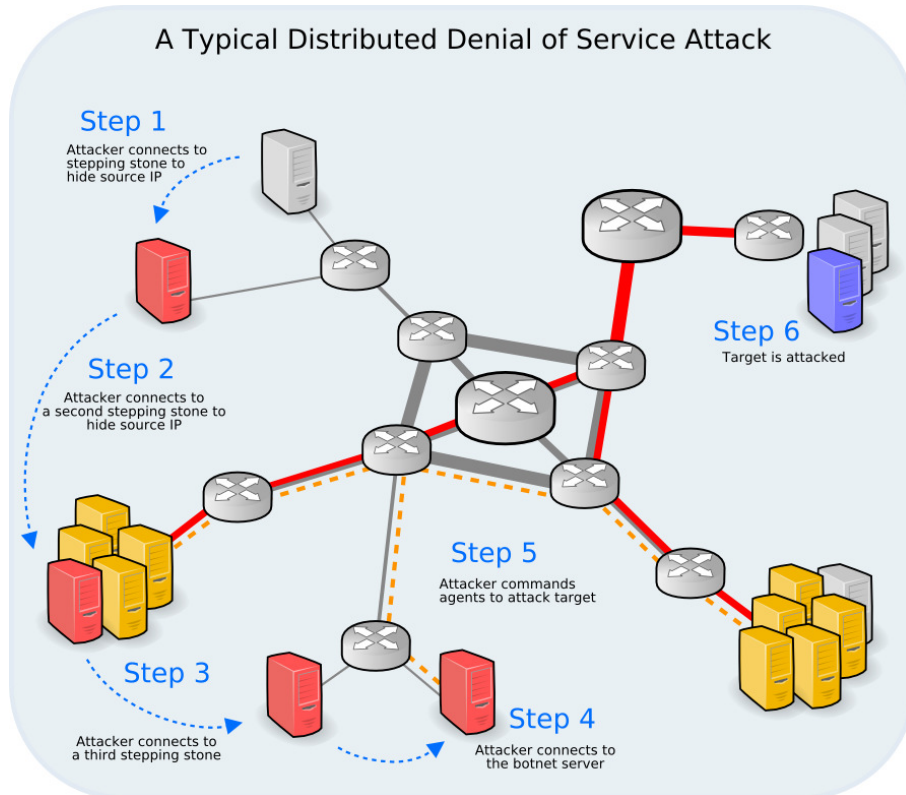 A Typical Distributed Denial of Service Attack
Step 1
Attacker connects to
stepping stone to
hide source IP
Step 2
Attacker connects to
a second stepping stone to
hide source IP
Step 3
Attacker connects to
a third stepping stone
Step 4
Attacker connects to
the botnet server
Step 5
Attacker commands
agents to attack target
Step 6
Target is attacked